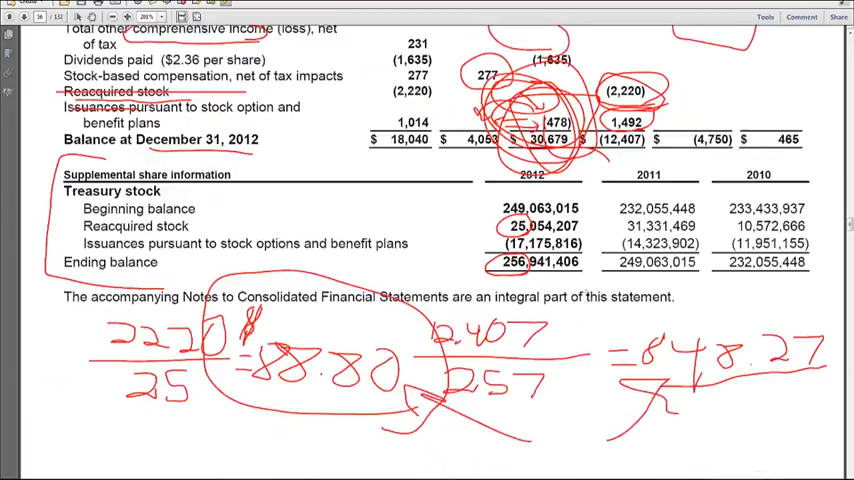 Create
36 / 132
201%
Tools Comment Share
Total other comprehensive income (loss), net
of tax 231
Dividends paid ($2.36 per share) (1,635) (1,635)
Stock-based compensation, net of tax impacts 277 277
Reacquired stock (2,220) (2,220)
Issuances pursuant to stock option and
benefit plans 1,014 (478) 1,492
Balance at December 31, 2012 $ 18,040 $ 4,053 $ 30,679 $ (12,407) $ (4,750) $ 465
Supplemental share information 2012 2011 2010
Treasury stock
Beginning balance 249,063,015 232,055,448 233,433,937
Reacquired stock 25,054,207 31,331,469 10,572,666
Issuances pursuant to stock options and benefit plans (17,175,816) (14,323,902) (11,951,155)
Ending balance 256,941,406 249,063,015 232,055,448
The accompanying Notes to Consolidated Financial Statements are an integral part of this statement.
2220 $ 12.407
=88.80 =$48.27
25 257